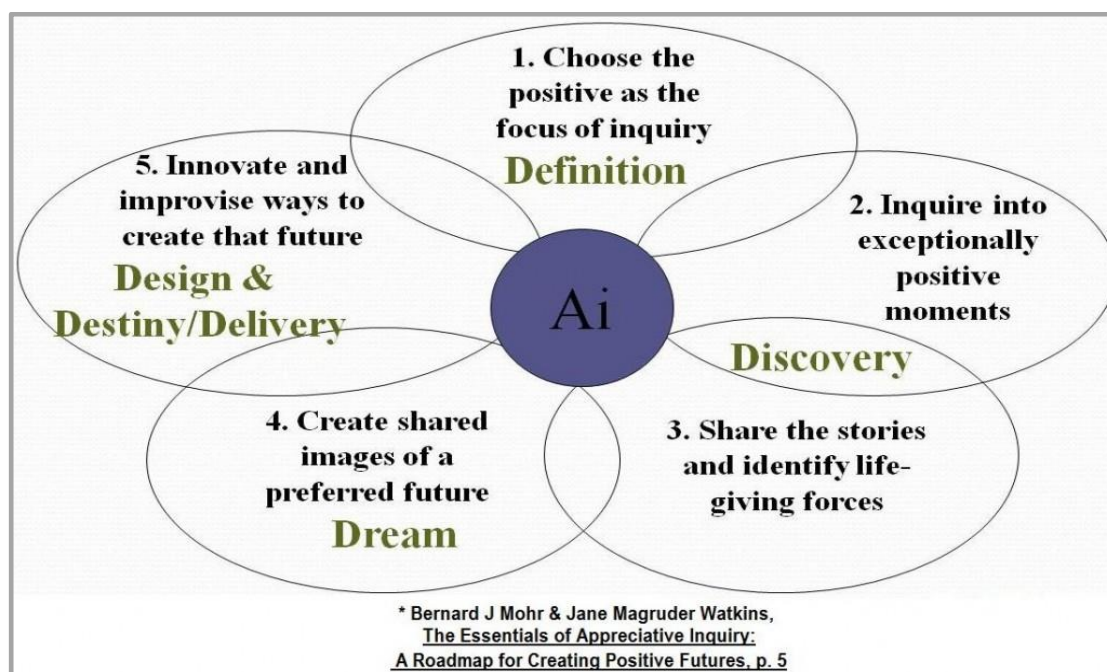 1. Choose the
positive as the
focus of inquiry
Definition
2. Inquire into
exceptionally
positive
moments
Discovery
3. Share the stories
and identify life-
giving forces
4. Create shared
images of a
preferred future
Dream
5. Innovate and
improvise ways to
create that future
Design &
Destiny/Delivery
Ai
* Bernard J Mohr & Jane Magruder Watkins,
The Essentials of Appreciative Inquiry:
A Roadmap for Creating Positive Futures, p. 5